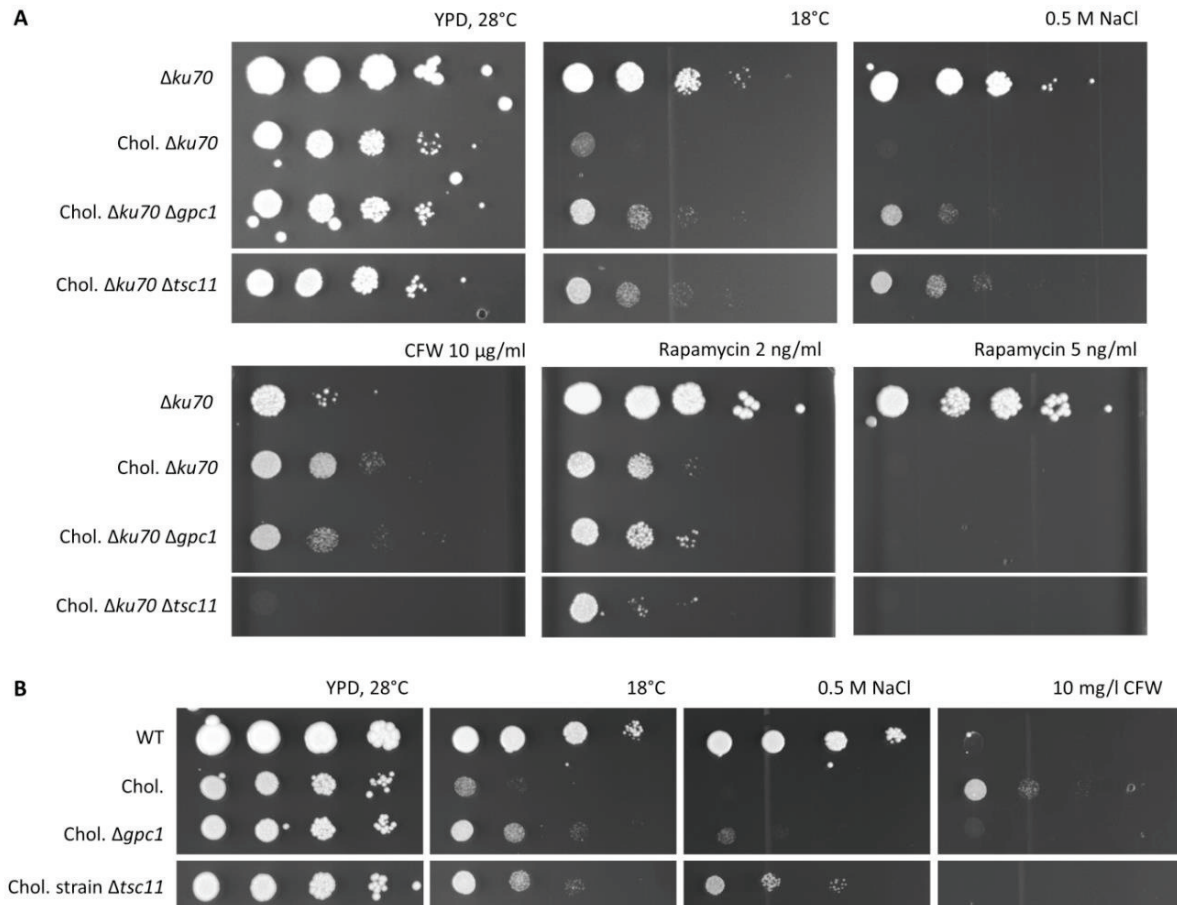 A
YPD, 28°C 18°C 0.5 M NaCl
Δku70
Chol. Δku70
Chol. Δku70 Δgpc1
Chol. Δku70 Δtsc11
CFW 10 µg/ml Rapamycin 2 ng/ml Rapamycin 5 ng/ml
Δku70
Chol. Δku70
Chol. Δku70 Δgpc1
Chol. Δku70 Δtsc11
B
YPD, 28°C 18°C 0.5 M NaCl 10 mg/l CFW
WT
Chol.
Chol. Δgpc1
Chol. strain Δtsc11